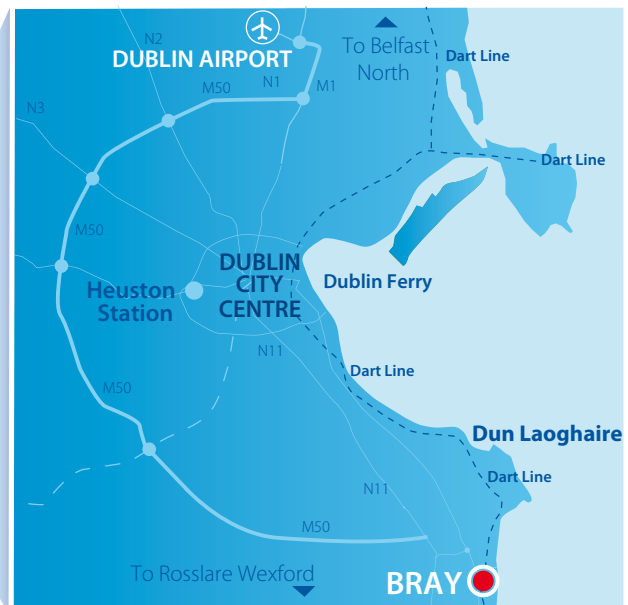 N2
DUBLIN AIRPORT
To Belfast
North
Dart Line
M50
N1
M1
N3
Dart Line
M50
DUBLIN
CITY
CENTRE
Heuston
Station
Dublin Ferry
N11
Dart Line
M50
Dun Laoghaire
Dart Line
N11
M50
To Rosslare Wexford
BRAY